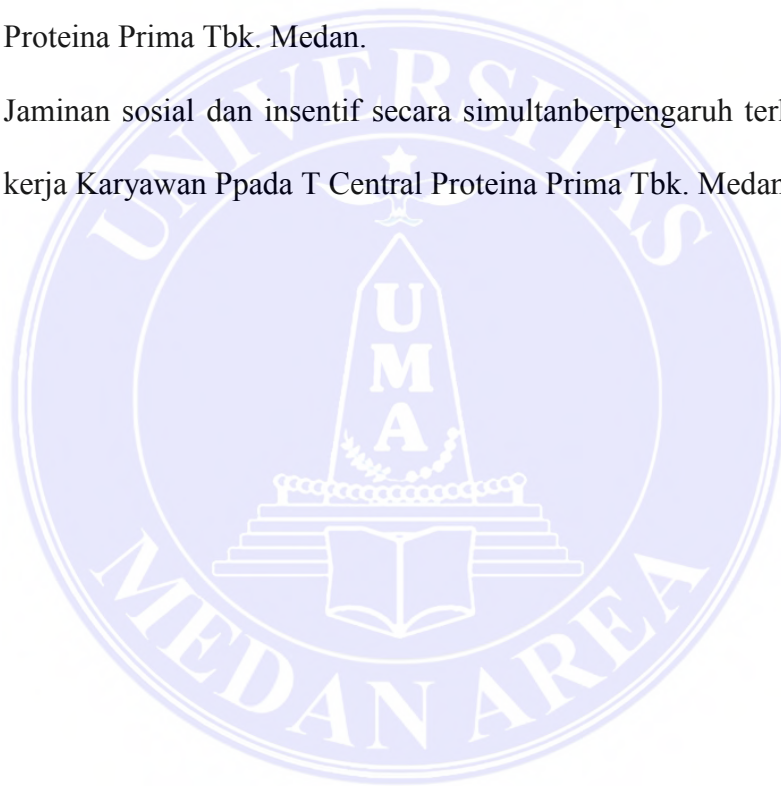 Proteina Prima Tbk. Medan.
Jaminan sosial dan insentif secara simultanberpengaruh
kerja Karyawan Ppada T Central Proteina Prima Tbk. Medan
UNIVERSITAS
UMA
MEDAN AREA